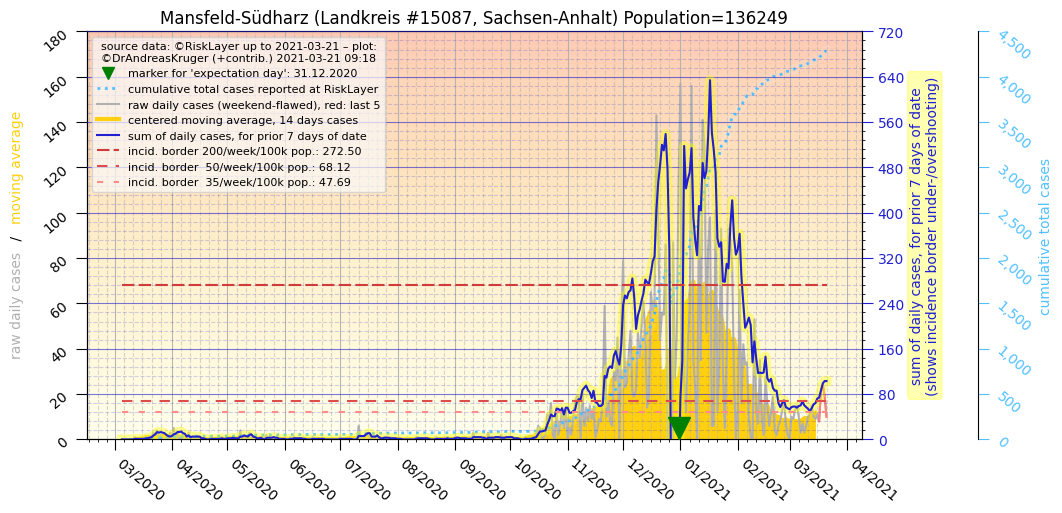 Mansfeld-Südharz (Landkreis #15087, Sachsen-Anhalt) Population=136249
source data: ©RiskLayer up to 2021-03-21 – plot:
©DrAndreasKruger (+contrib.) 2021-03-21 09:18
marker for 'expectation day': 31.12.2020
cumulative total cases reported at RiskLayer
raw daily cases (weekend-flawed), red: last 5
centered moving average, 14 days cases
sum of daily cases, for prior 7 days of date
incid. border 200/week/100k pop.: 272.50
incid. border  50/week/100k pop.: 68.12
incid. border  35/week/100k pop.: 47.69
raw daily cases  /  moving average
180
160
140
120
100
80
60
40
20
0
03/2020
04/2020
05/2020
06/2020
07/2020
08/2020
09/2020
10/2020
11/2020
12/2020
01/2021
02/2021
03/2021
04/2021
720
640
560
480
400
320
240
160
80
0
sum of daily cases, for prior 7 days of date
(shows incidence border under-/overshooting)
4,500
4,000
3,500
3,000
2,500
2,000
1,500
1,000
500
0
cumulative total cases